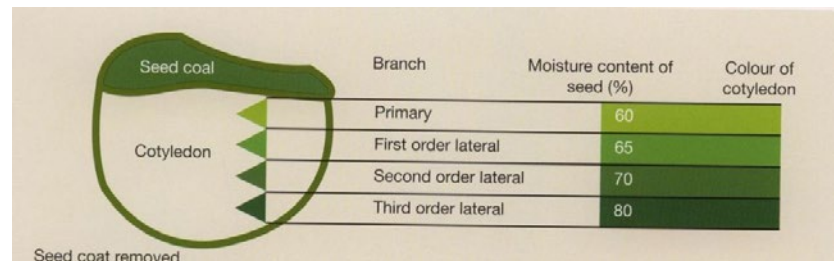 Seed coal
Branch
Moisture content of
seed (%)
Colour of
cotyledon
Primary
60
Cotyledon
First order lateral
65
Second order lateral
70
Third order lateral
80
Seed coat removed